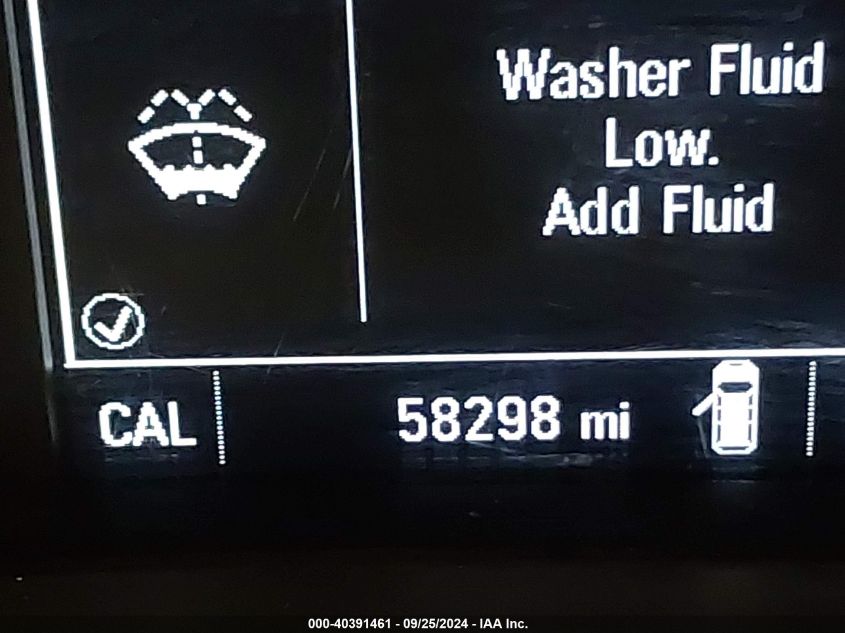 Washer Fluid
Low.
Add Fluid
CAL
58298 mi
000-40391461 - 09/25/2024 - IAA Inc.